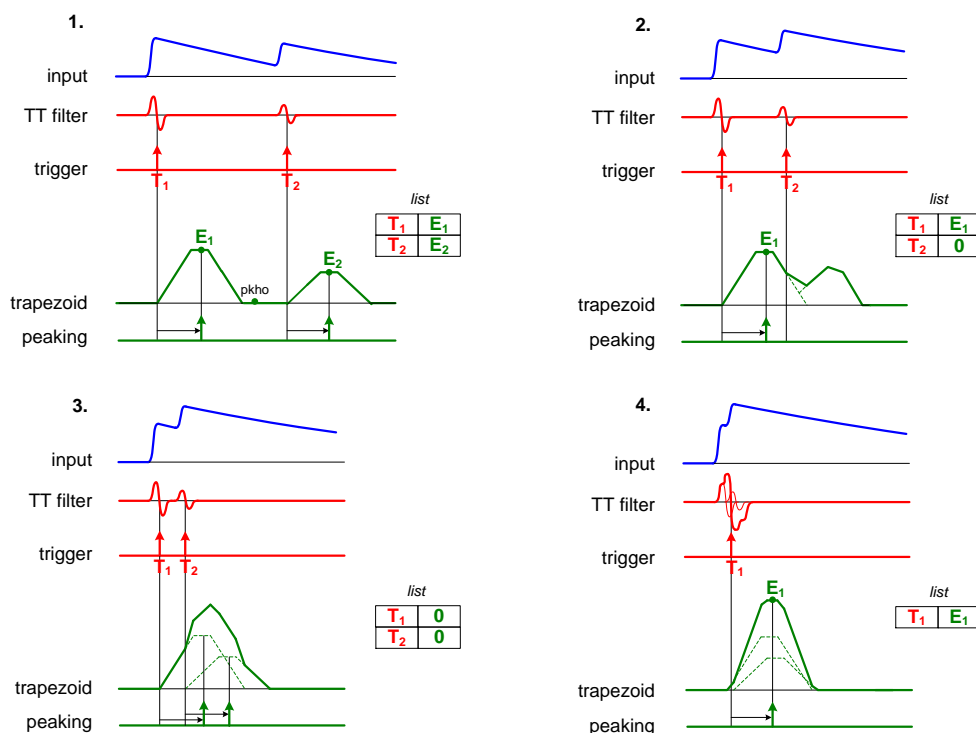 1.
input
TT filter
trigger
T1
T2
list
T1 E1
T2 E2
E1
E2
pkho
trapezoid
peaking
2.
input
TT filter
trigger
T1
T2
list
T1 E1
T2 0
E1
trapezoid
peaking
3.
input
TT filter
trigger
T1
T2
list
T1 0
T2 0
trapezoid
peaking
4.
input
TT filter
trigger
T1
list
T1 E1
E1
trapezoid
peaking